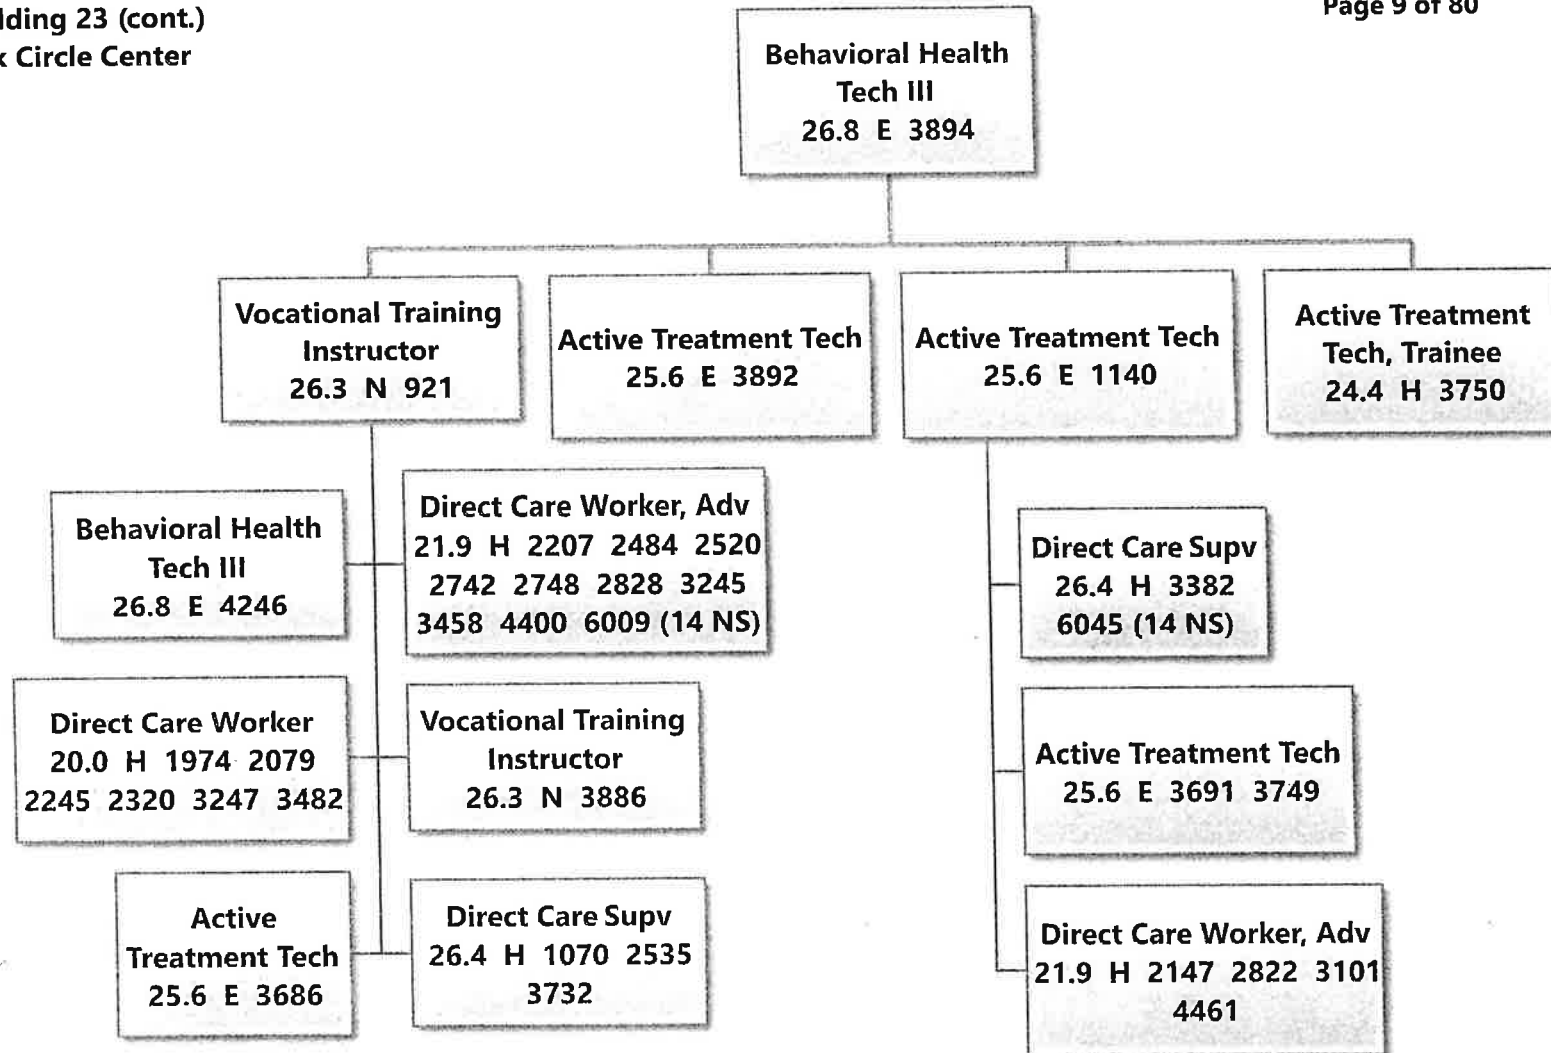 lding 23 (cont.)
k Circle Center
Page 9 of 80
Behavioral Health
Tech III
26.8 E 3894
Vocational Training
Instructor
26.3 N 921
Active Treatment Tech
25.6 E 3892
Active Treatment Tech
25.6 E 1140
Active Treatment
Tech, Trainee
24.4 H 3750
Behavioral Health
Tech III
26.8 E 4246
Direct Care Worker, Adv
21.9 H 2207 2484 2520
2742 2748 2828 3245
3458 4400 6009 (14 NS)
Direct Care Worker
20.0 H 1974 2079
2245 2320 3247 3482
Vocational Training
Instructor
26.3 N 3886
Active
Treatment Tech
25.6 E 3686
Direct Care Supv
26.4 H 1070 2535
3732
Direct Care Supv
26.4 H 3382
6045 (14 NS)
Active Treatment Tech
25.6 E 3691 3749
Direct Care Worker, Adv
21.9 H 2147 2822 3101
4461